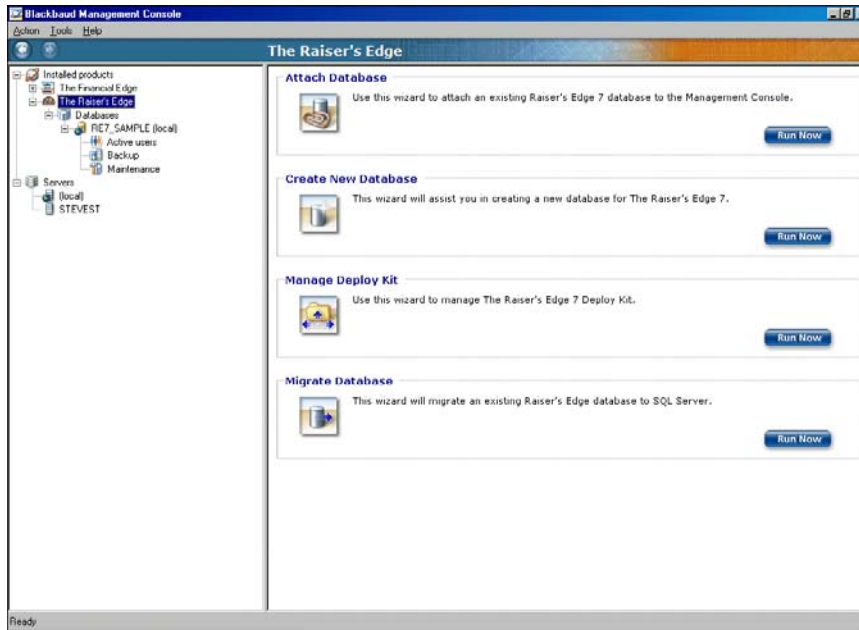 Blackbaud Management Console
Action Tools Help
The Raiser's Edge
Installed products
The Financial Edge
The Raiser's Edge
Databases
RE7_SAMPLE (local)
Active users
Backup
Maintenance
Servers
(local)
STEVEST
Attach Database
Use this wizard to attach an existing Raiser's Edge 7 database to the Management Console.
Run Now
Create New Database
This wizard will assist you in creating a new database for The Raiser's Edge 7.
Run Now
Manage Deploy Kit
Use this wizard to manage The Raiser's Edge 7 Deploy Kit.
Run Now
Migrate Database
This wizard will migrate an existing Raiser's Edge database to SQL Server.
Run Now
Ready